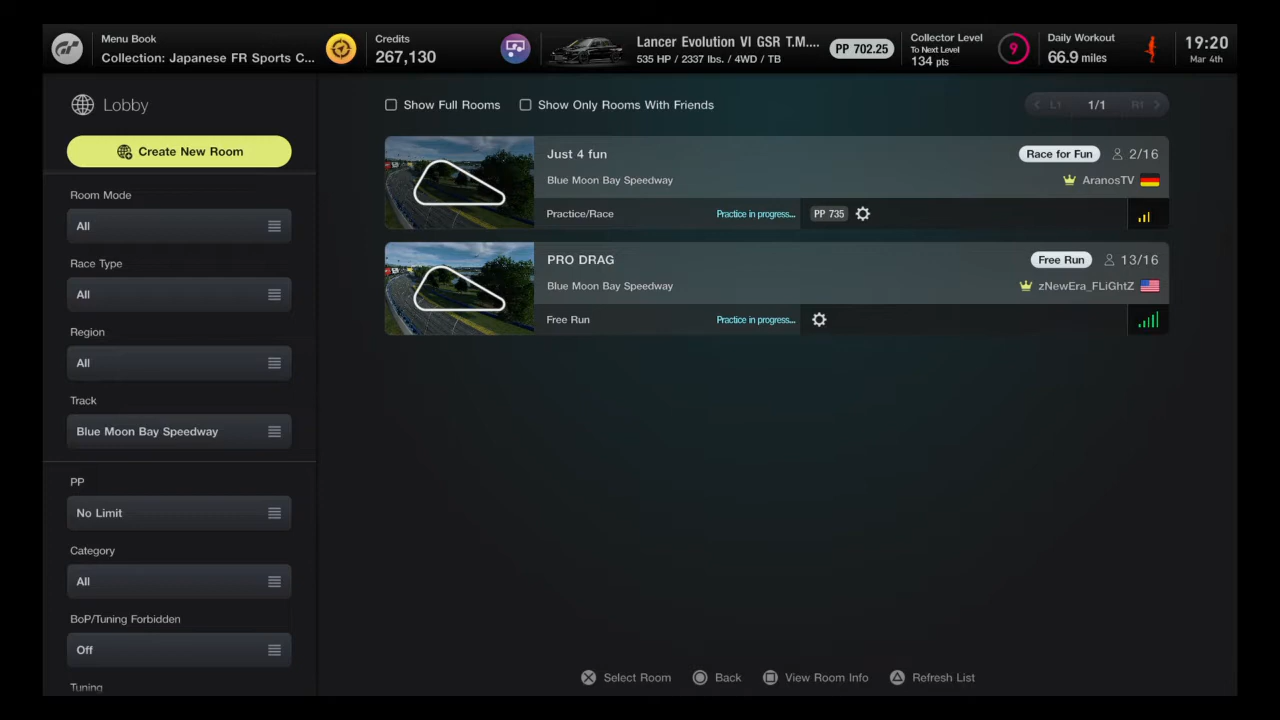 Menu Book
Collection: Japanese FR Sports C...
Credits
267,130
Lancer Evolution VI GSR T.M....
535 HP / 2337 lbs. / 4WD / TB
PP 702.25
Collector Level
To Next Level
134 pts
9
Daily Workout
66.9 miles
19:20
Mar 4th
Lobby
Create New Room
Room Mode
All
Race Type
All
Region
All
Track
Blue Moon Bay Speedway
PP
No Limit
Category
All
BoP/Tuning Forbidden
Off
Tuning
Show Full Rooms
Show Only Rooms With Friends
< L1 1/1 R1 >
Just 4 fun
Race for Fun
2/16
Blue Moon Bay Speedway
AranosTV
Practice/Race
Practice in progress...
PP 735
PRO DRAG
Free Run
13/16
Blue Moon Bay Speedway
zNewEra_FLiGhtZ
Free Run
Practice in progress...
Select Room
Back
View Room Info
Refresh List